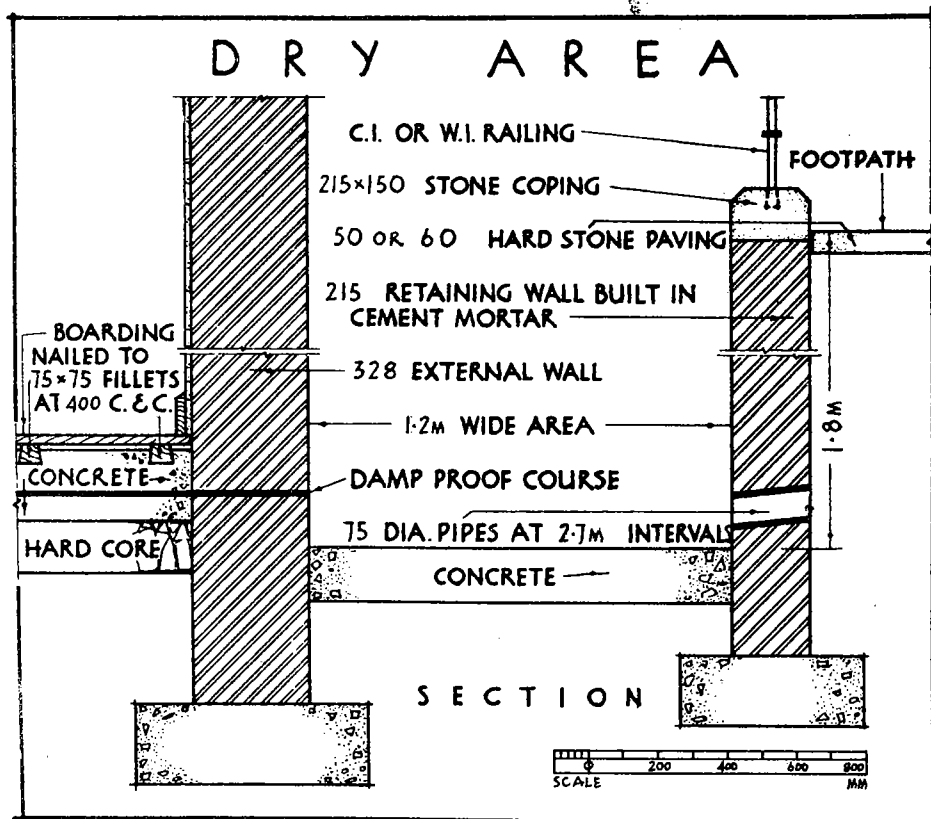 DRY AREA
C.I. OR W.I. RAILING
FOOTPATH
215×150 STONE COPING
50 OR 60 HARD STONE PAVING
215 RETAINING WALL BUILT IN
CEMENT MORTAR
BOARDING
NAILED TO
75×75 FILLETS
AT 400 C. & C.
328 EXTERNAL WALL
1·2M WIDE AREA
1·8M
CONCRETE
DAMP PROOF COURSE
75 DIA. PIPES AT 2·7M INTERVALS
HARD CORE
CONCRETE
SECTION
0 200 400 600 800
SCALE MM